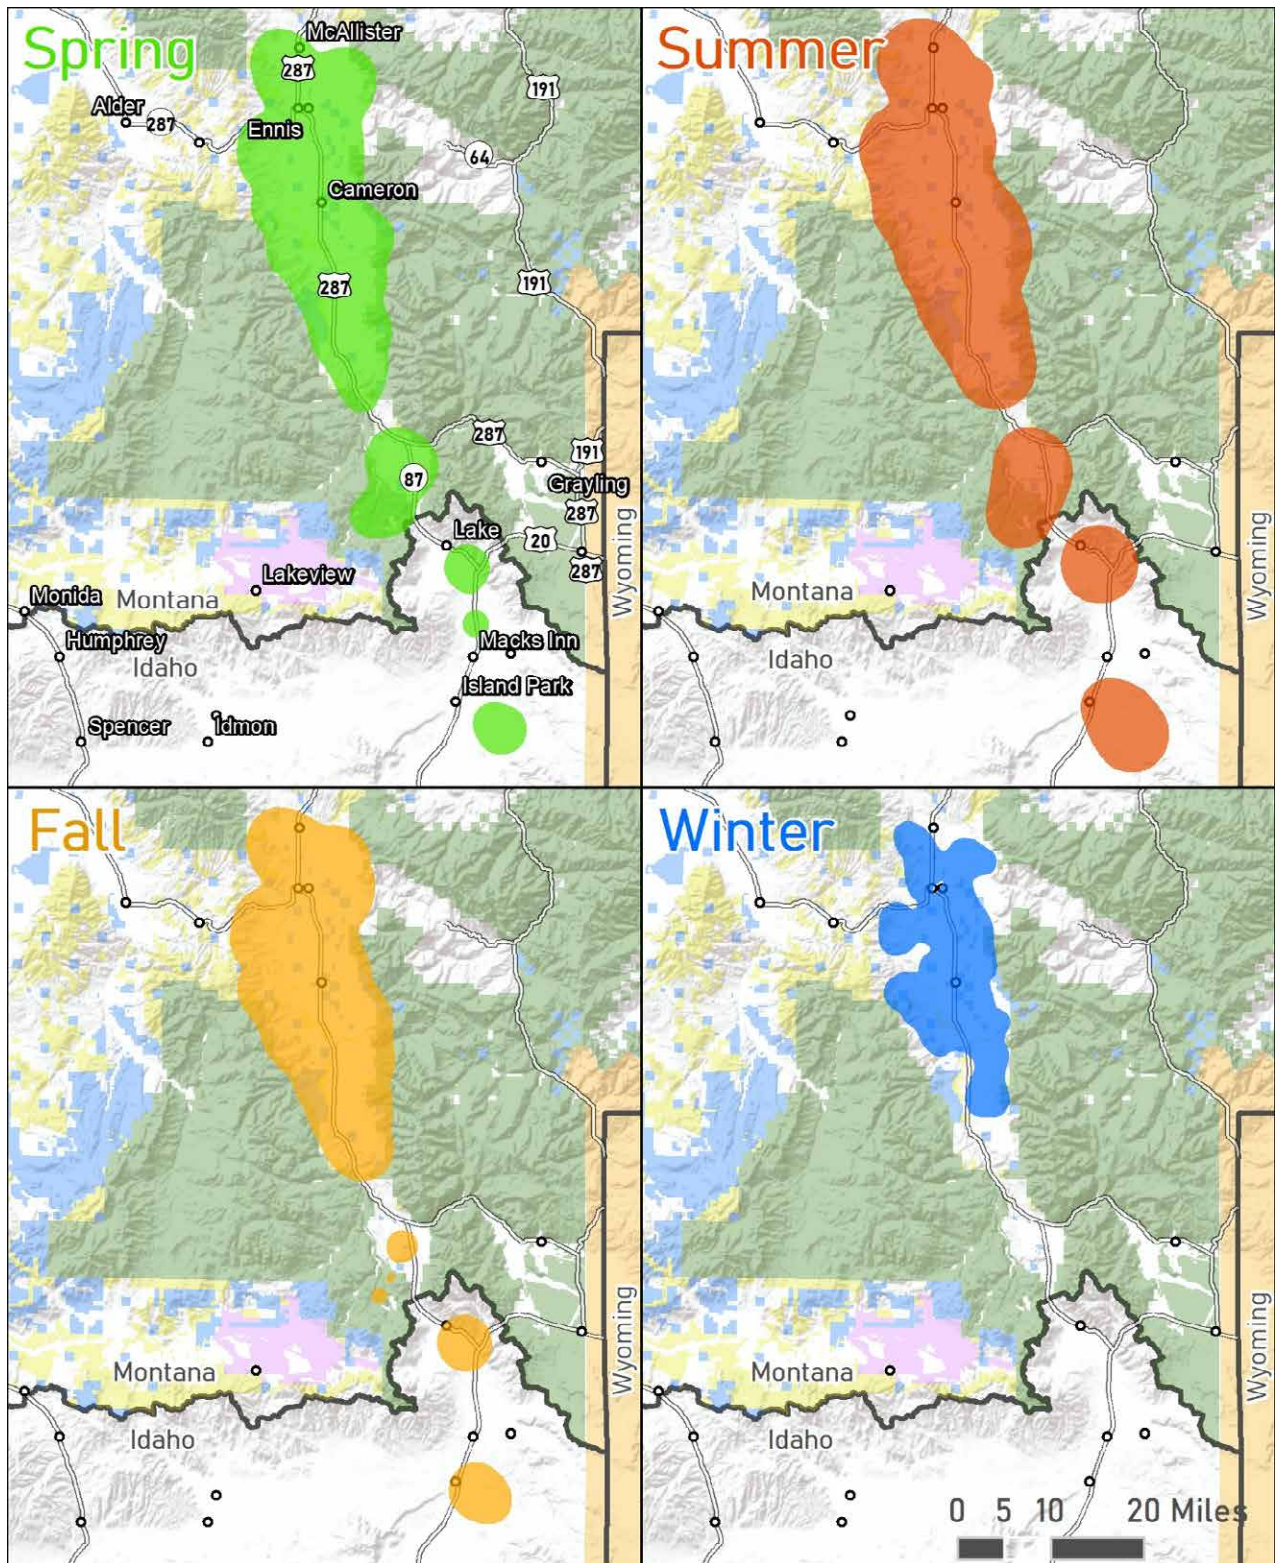 Spring
McAllister
287
191
Alder
287
Ennis
64
Cameron
287
191
287
191
87
Grayling
287
Lake
20
287
Lakeview
Monida
Montana
Wyoming
Humphrey
Macks Inn
Idaho
Island Park
Spencer
Idmon
Summer
Montana
Wyoming
Idaho
Fall
Montana
Wyoming
Idaho
Winter
Montana
Wyoming
Idaho
0 5 10 20 Miles